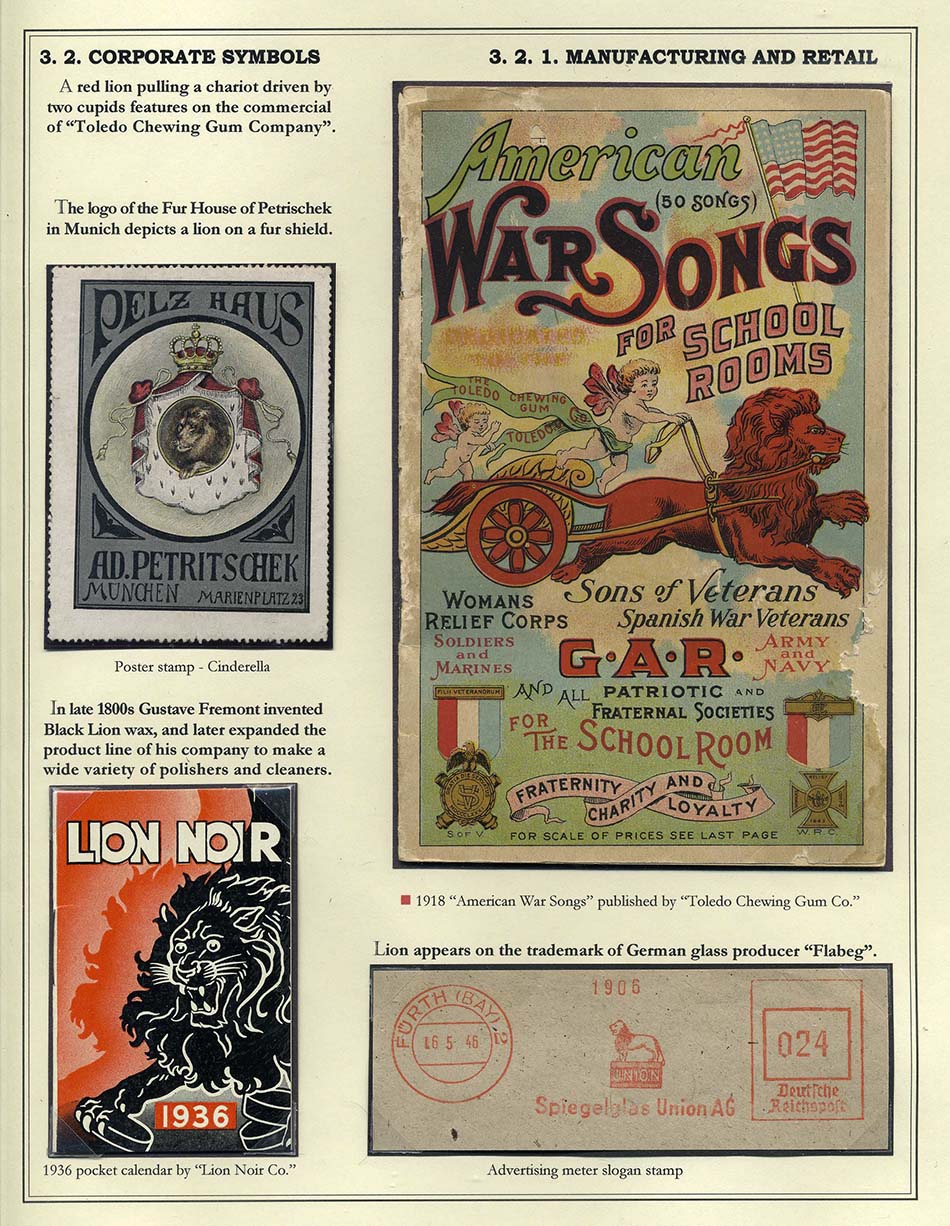 3. 2. CORPORATE SYMBOLS
3. 2. 1. MANUFACTURING AND RETAIL
A red lion pulling a chariot driven by
two cupids features on the commercial
of “Toledo Chewing Gum Company”.
The logo of the Fur House of Petrischek
in Munich depicts a lion on a fur shield.
PELZ HAUS
AD. PETRITSCHEK
MÜNCHEN MARIENPLATZ 23
Poster stamp - Cinderella
In late 1800s Gustave Fremont invented
Black Lion wax, and later expanded the
product line of his company to make a
wide variety of polishers and cleaners.
LION NOIR
1936
1936 pocket calendar by “Lion Noir Co.”
American
(50 SONGS)
WAR SONGS
FOR SCHOOL
ROOMS
DEDICATED
TO THE
THE
TOLEDO CHEWING
GUM CO.
TOLEDO O.
WOMANS
RELIEF CORPS
Sons of Veterans
Spanish War Veterans
SOLDIERS
and
MARINES
G·A·R·
ARMY
and
NAVY
FILII VETERANORUM
AND ALL PATRIOTIC AND
FRATERNAL SOCIETIES
FOR
THE SCHOOL ROOM
FRATERNITY
CHARITY AND
LOYALTY
S. OF V.
FOR SCALE OF PRICES SEE LAST PAGE
W. R. C.
1918 “American War Songs” published by “Toledo Chewing Gum Co.”
Lion appears on the trademark of German glass producer “Flabeg”.
FÜRTH (BAY) 2
16 5 46
1906
UNION
Spiegelglas Union AG
024
Deutsche
Reichspost
Advertising meter slogan stamp